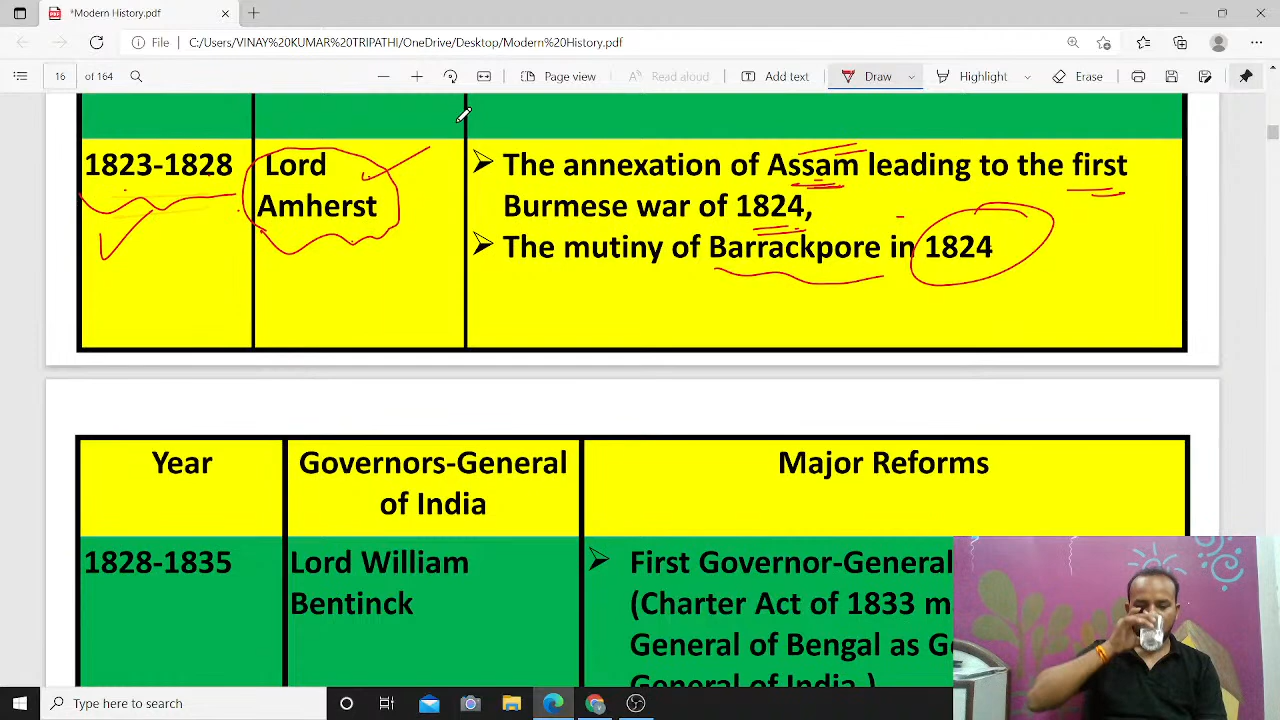 *Modern History.pdf
File C:/Users/VINAY%20KUMAR%20TRIPATHI/OneDrive/Desktop/Modern%20History.pdf
16 of 164 Page view Read aloud Add text Draw Highlight Erase
1823-1828
Lord
Amherst
➢ The annexation of Assam leading to the first
Burmese war of 1824,
➢ The mutiny of Barrackpore in 1824
Year
Governors-General
of India
Major Reforms
1828-1835
Lord William
Bentinck
➢ First Governor-General
(Charter Act of 1833 m
General of Bengal as G
General of India.)
Type here to search